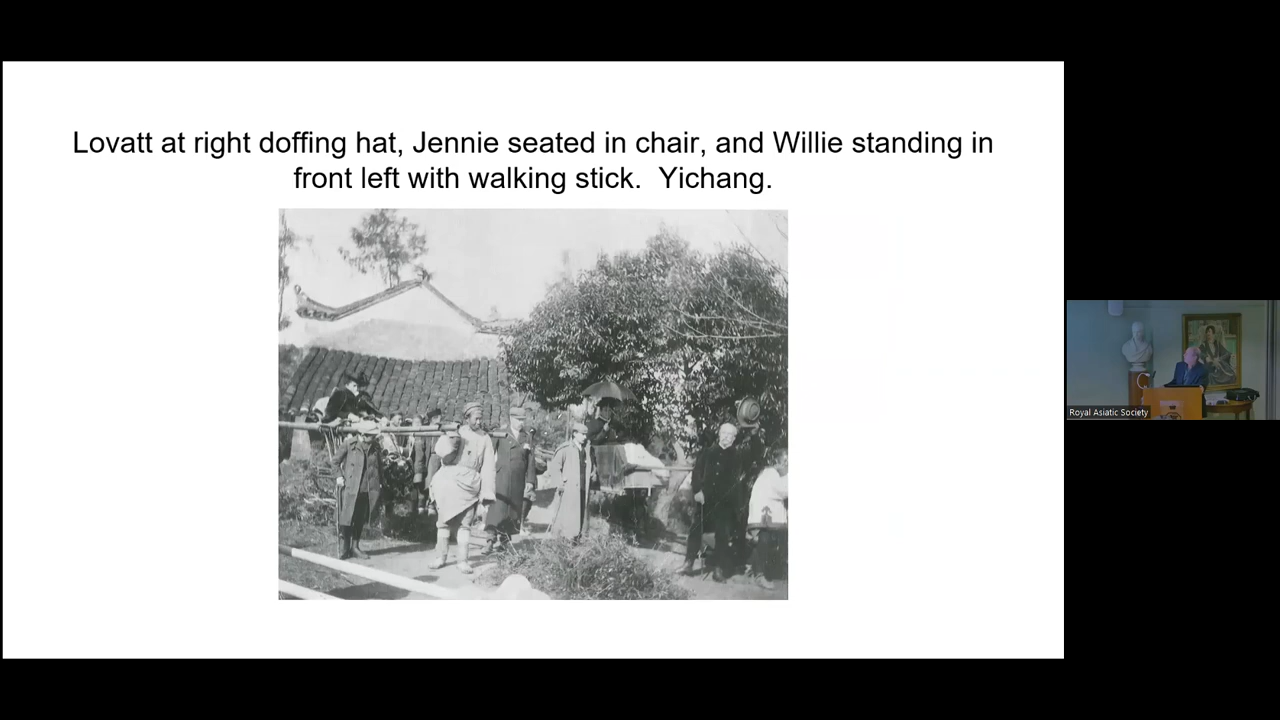 Lovatt at right doffing hat, Jennie seated in chair, and Willie standing in
front left with walking stick.  Yichang.
Royal Asiatic Society